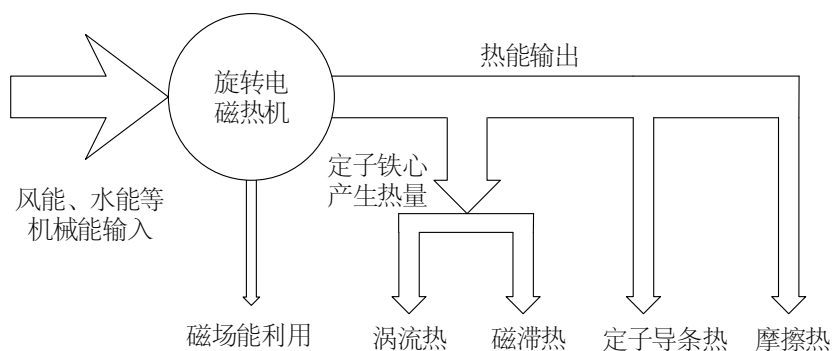 热能输出
旋转电
磁热机
定子铁心
产生热量
风能、水能等
机械能输入
磁场能利用
涡流热
磁滞热
定子导条热
摩擦热